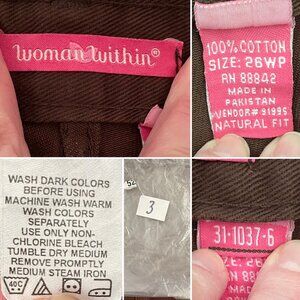 woman within®
100% COTTON
SIZE: 26WP
RN 88842
MADE IN
PAKISTAN
VENDOR# 91995
NATURAL FIT
WASH DARK COLORS
BEFORE USING
MACHINE WASH WARM
WASH COLORS
SEPARATELY
USE ONLY NON-
CHLORINE BLEACH
TUMBLE DRY MEDIUM
REMOVE PROMPTLY
MEDIUM STEAM IRON
40C
52
3
31-1037-6